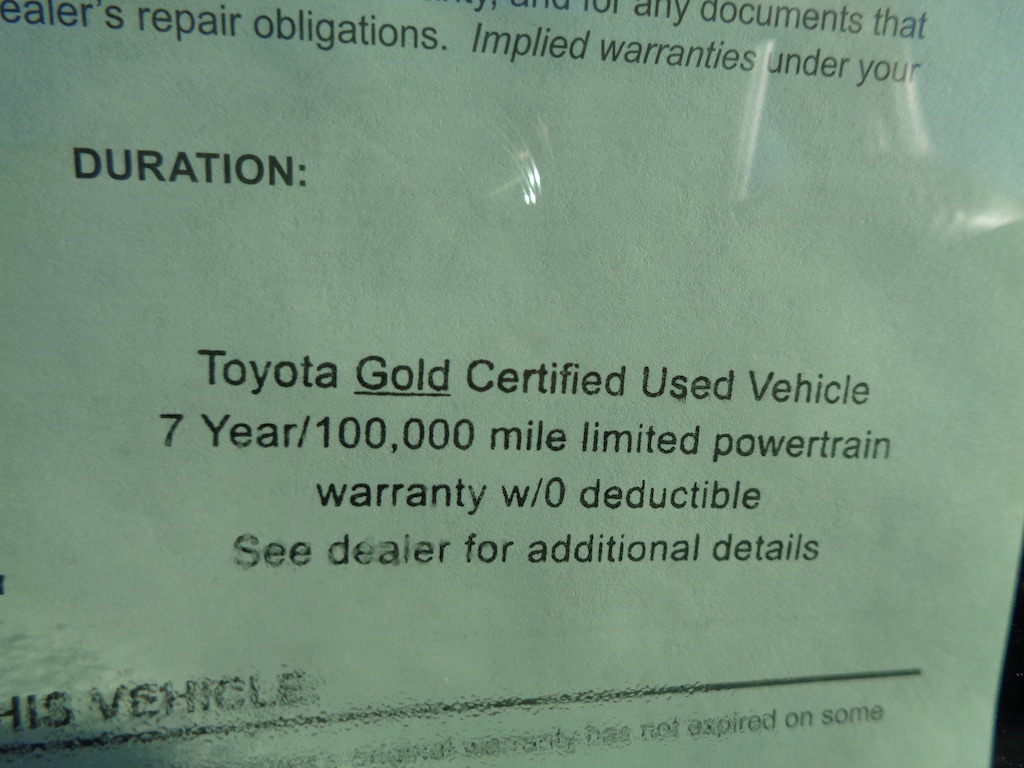 and for any documents that
ealer's repair obligations. Implied warranties under your
DURATION:
Toyota Gold Certified Used Vehicle
7 Year/100,000 mile limited powertrain
warranty w/0 deductible
See dealer for additional details
HIS VEHICLE
original warranty has not expired on some